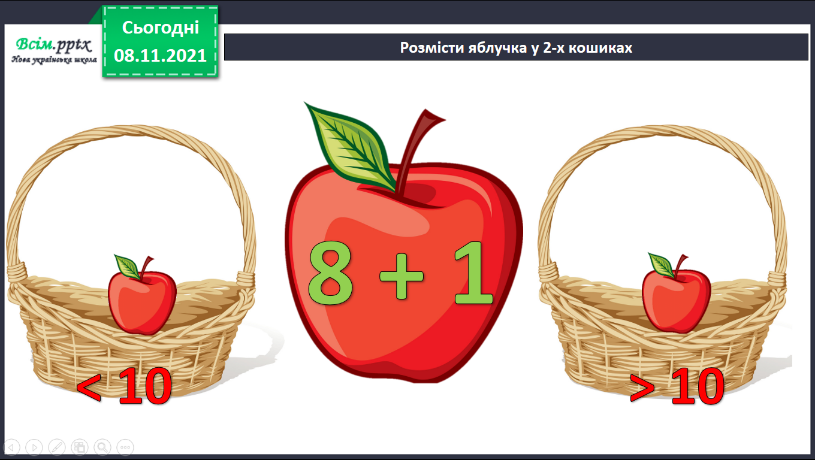 Всім.pptx
Нова українська школа
Сьогодні
08.11.2021
Розмісти яблучка у 2-х кошиках
8 + 1
< 10
> 10